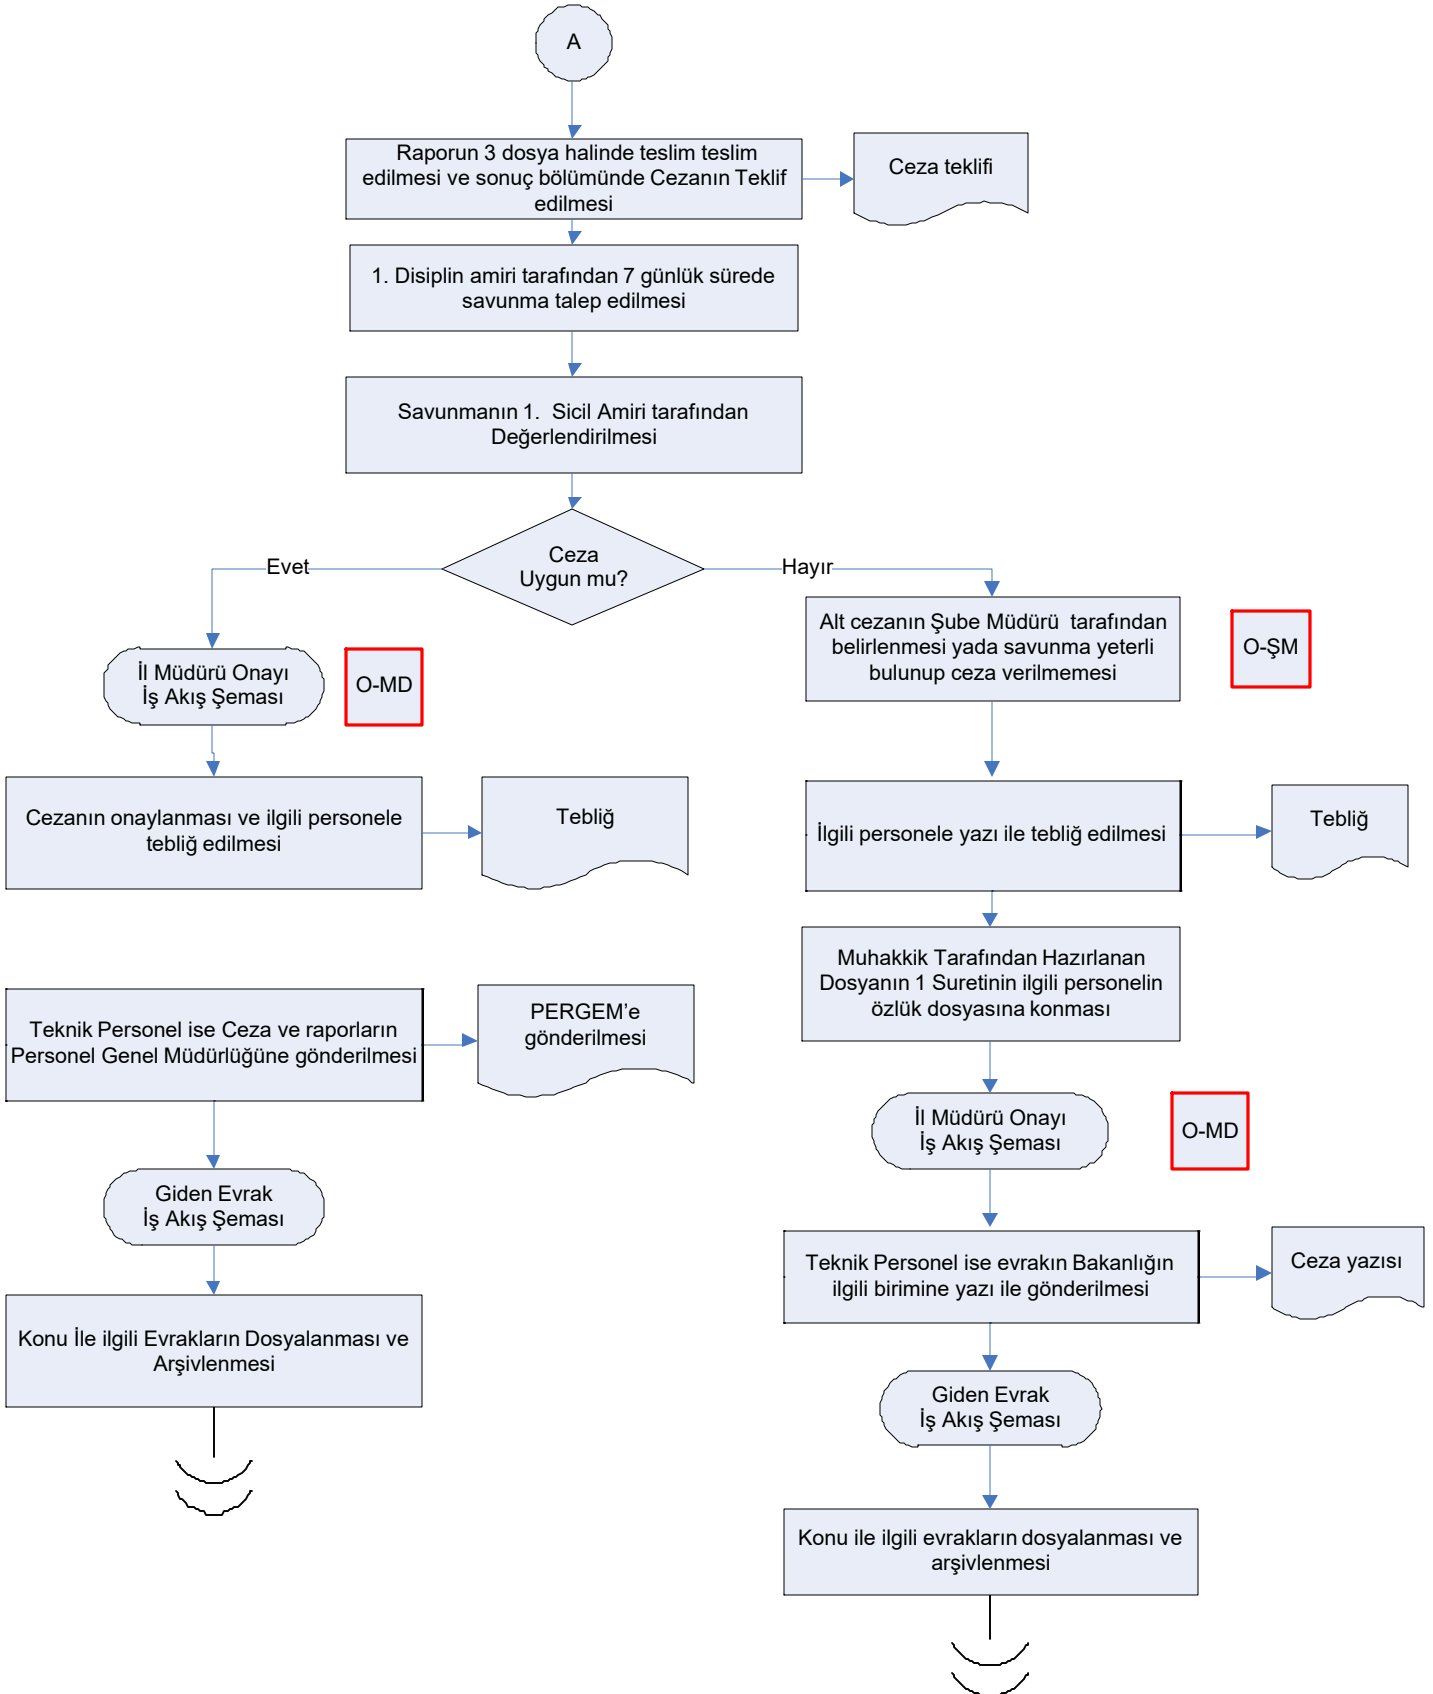 A
Raporun 3 dosya halinde teslim teslim
edilmesi ve sonuç bölümünde Cezanın Teklif
edilmesi
Ceza teklifi
1. Disiplin amiri tarafından 7 günlük sürede
savunma talep edilmesi
Savunmanın 1.  Sicil Amiri tarafından
Değerlendirilmesi
Ceza
Uygun mu?
Evet
Hayır
İl Müdürü Onayı
İş Akış Şeması
O-MD
Cezanın onaylanması ve ilgili personele
tebliğ edilmesi
Tebliğ
Teknik Personel ise Ceza ve raporların
Personel Genel Müdürlüğüne gönderilmesi
PERGEM’e
gönderilmesi
Giden Evrak
İş Akış Şeması
Konu İle ilgili Evrakların Dosyalanması ve
Arşivlenmesi
Alt cezanın Şube Müdürü  tarafından
belirlenmesi yada savunma yeterli
bulunup ceza verilmemesi
O-ŞM
İlgili personele yazı ile tebliğ edilmesi
Tebliğ
Muhakkik Tarafından Hazırlanan
Dosyanın 1 Suretinin ilgili personelin
özlük dosyasına konması
İl Müdürü Onayı
İş Akış Şeması
O-MD
Teknik Personel ise evrakın Bakanlığın
ilgili birimine yazı ile gönderilmesi
Ceza yazısı
Giden Evrak
İş Akış Şeması
Konu ile ilgili evrakların dosyalanması ve
arşivlenmesi